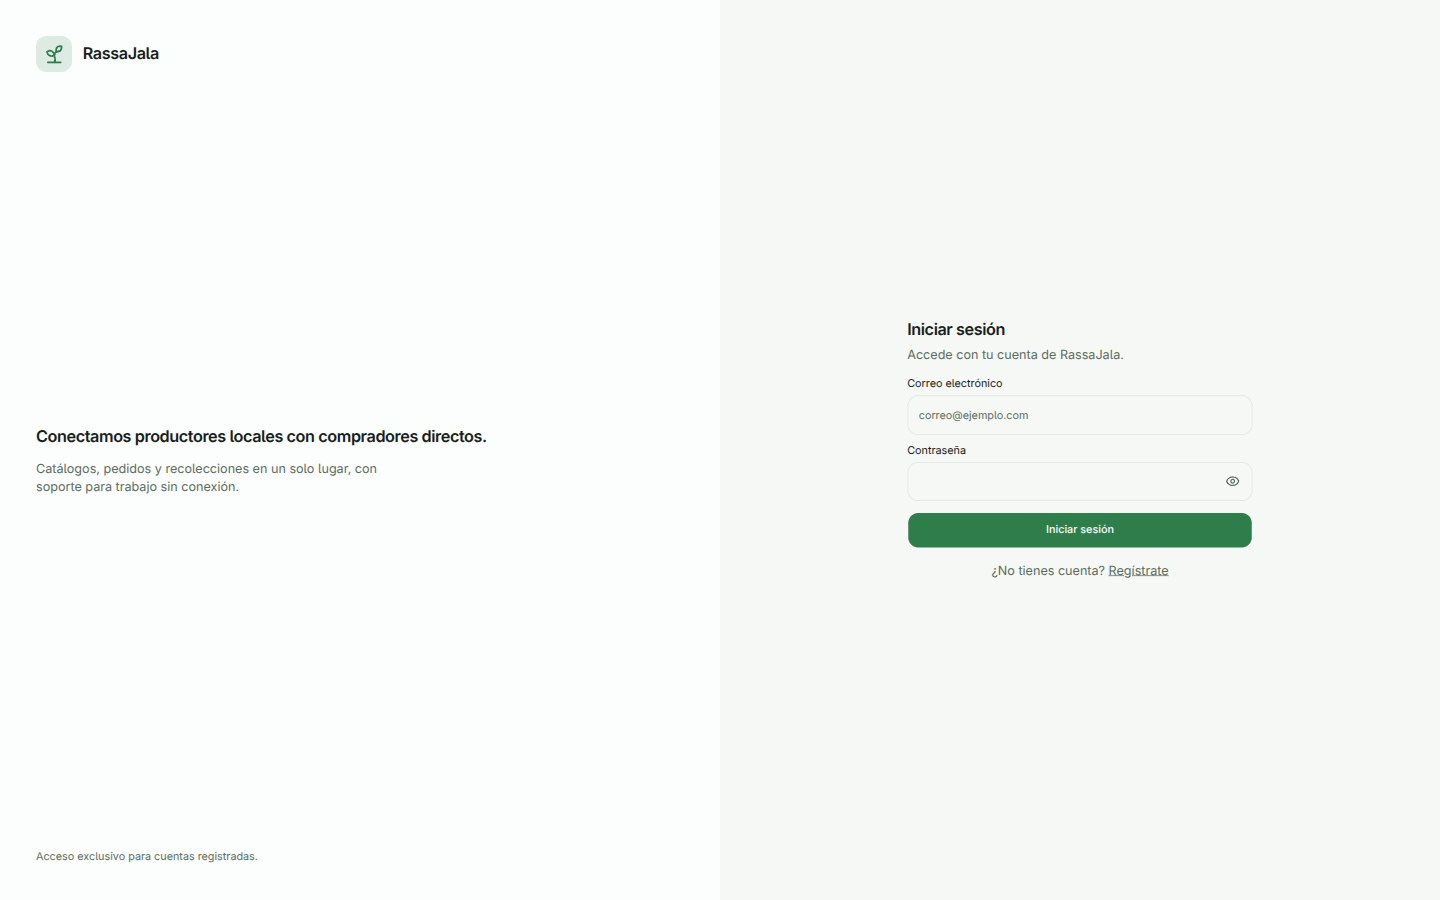 RassaJala
Conectamos productores locales con compradores directos.
Catálogos, pedidos y recolecciones en un solo lugar, con
soporte para trabajo sin conexión.
Acceso exclusivo para cuentas registradas.
Iniciar sesión
Accede con tu cuenta de RassaJala.
Correo electrónico
correo@ejemplo.com
Contraseña
Iniciar sesión
¿No tienes cuenta? Regístrate